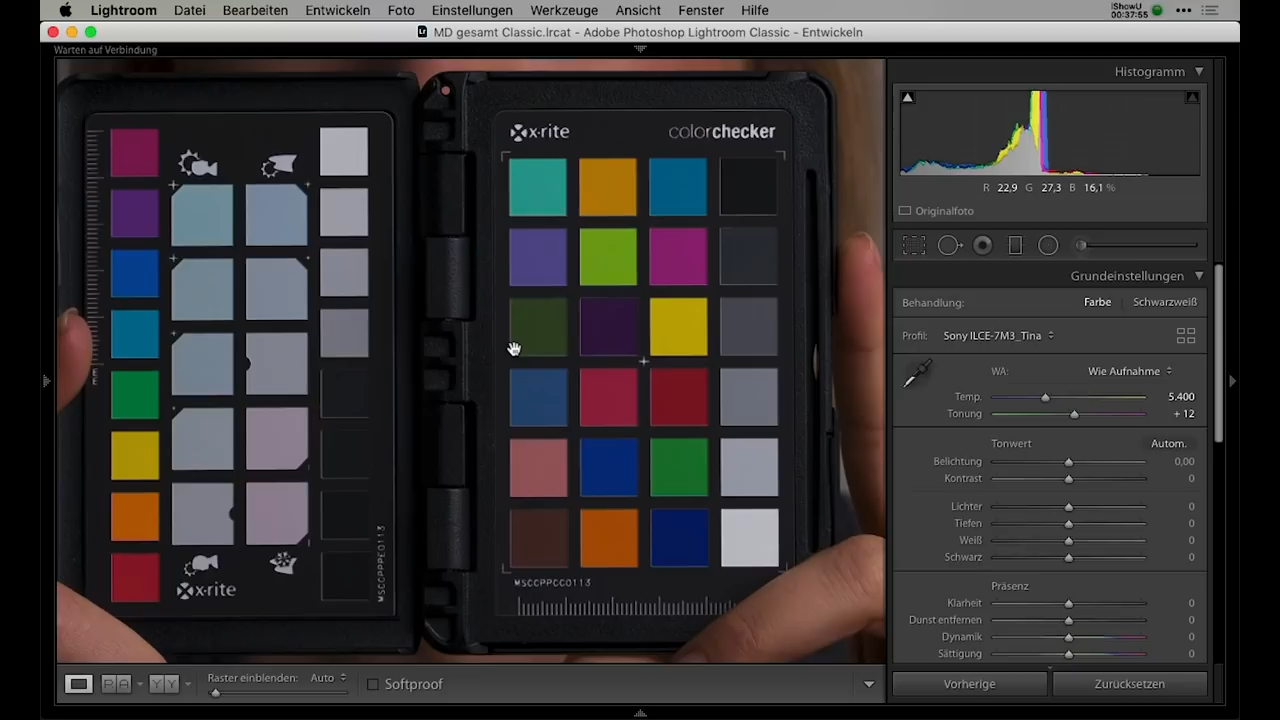 Lightroom Datei Bearbeiten Entwickeln Foto Einstellungen Werkzeuge Ansicht Fenster Hilfe
iShowU
00:37:55
MD gesamt Classic.lrcat - Adobe Photoshop Lightroom Classic - Entwickeln
Warten auf Verbindung
Histogramm
R 22,9 G 27,3 B 16,1 %
Originalfoto
Grundeinstellungen
Behandlung: Farbe Schwarzweiß
Profil: Sony ILCE-7M3_Tina
WA: Wie Aufnahme
Temp. 5.400
Tonung + 12
Tonwert Autom.
Belichtung 0,00
Kontrast 0
Lichter 0
Tiefen 0
Weiß 0
Schwarz 0
Präsenz
Klarheit 0
Dunst entfernen 0
Dynamik 0
Sättigung 0
Vorherige Zurücksetzen
x·rite colorchecker
MSCCPPCC0113
MSCCPPPE0113
x·rite
Raster einblenden: Auto Softproof